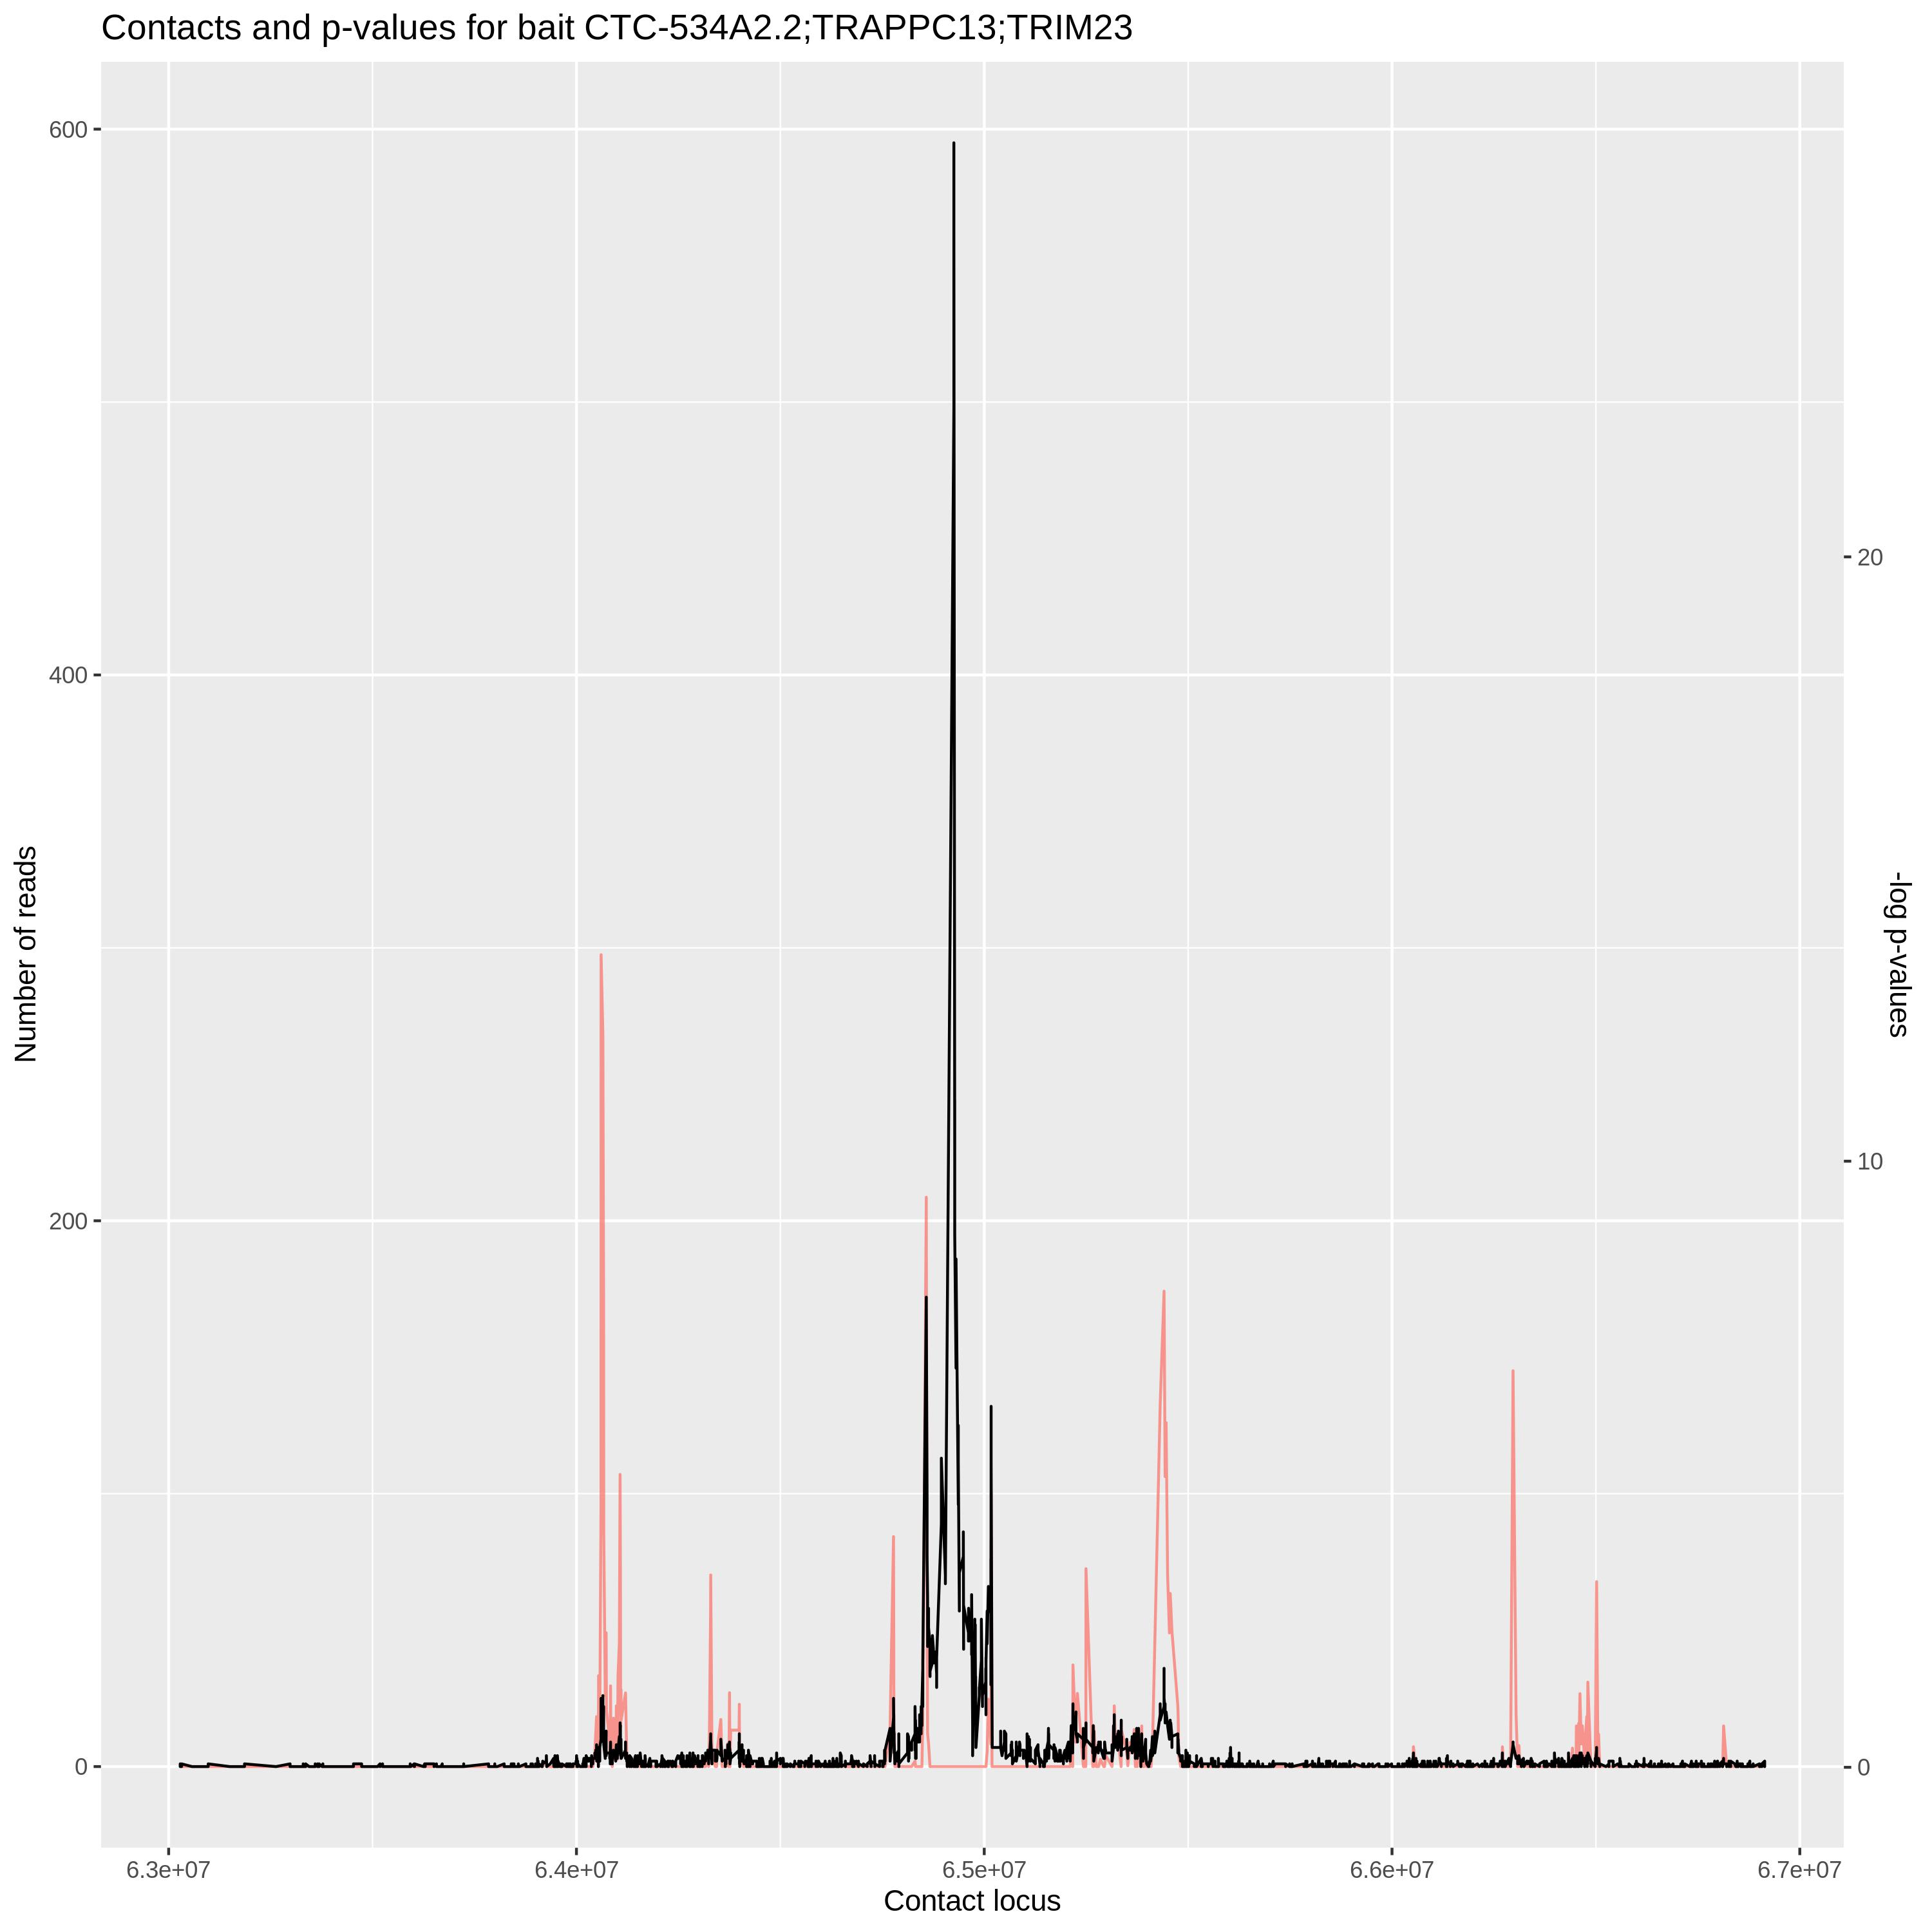 Contacts and p-values for bait CTC-534A2.2;TRAPPC13;TRIM23
600
400
200
0
Number of reads
20
10
0
-log p-values
6.3e+07
6.4e+07
6.5e+07
6.6e+07
6.7e+07
Contact locus